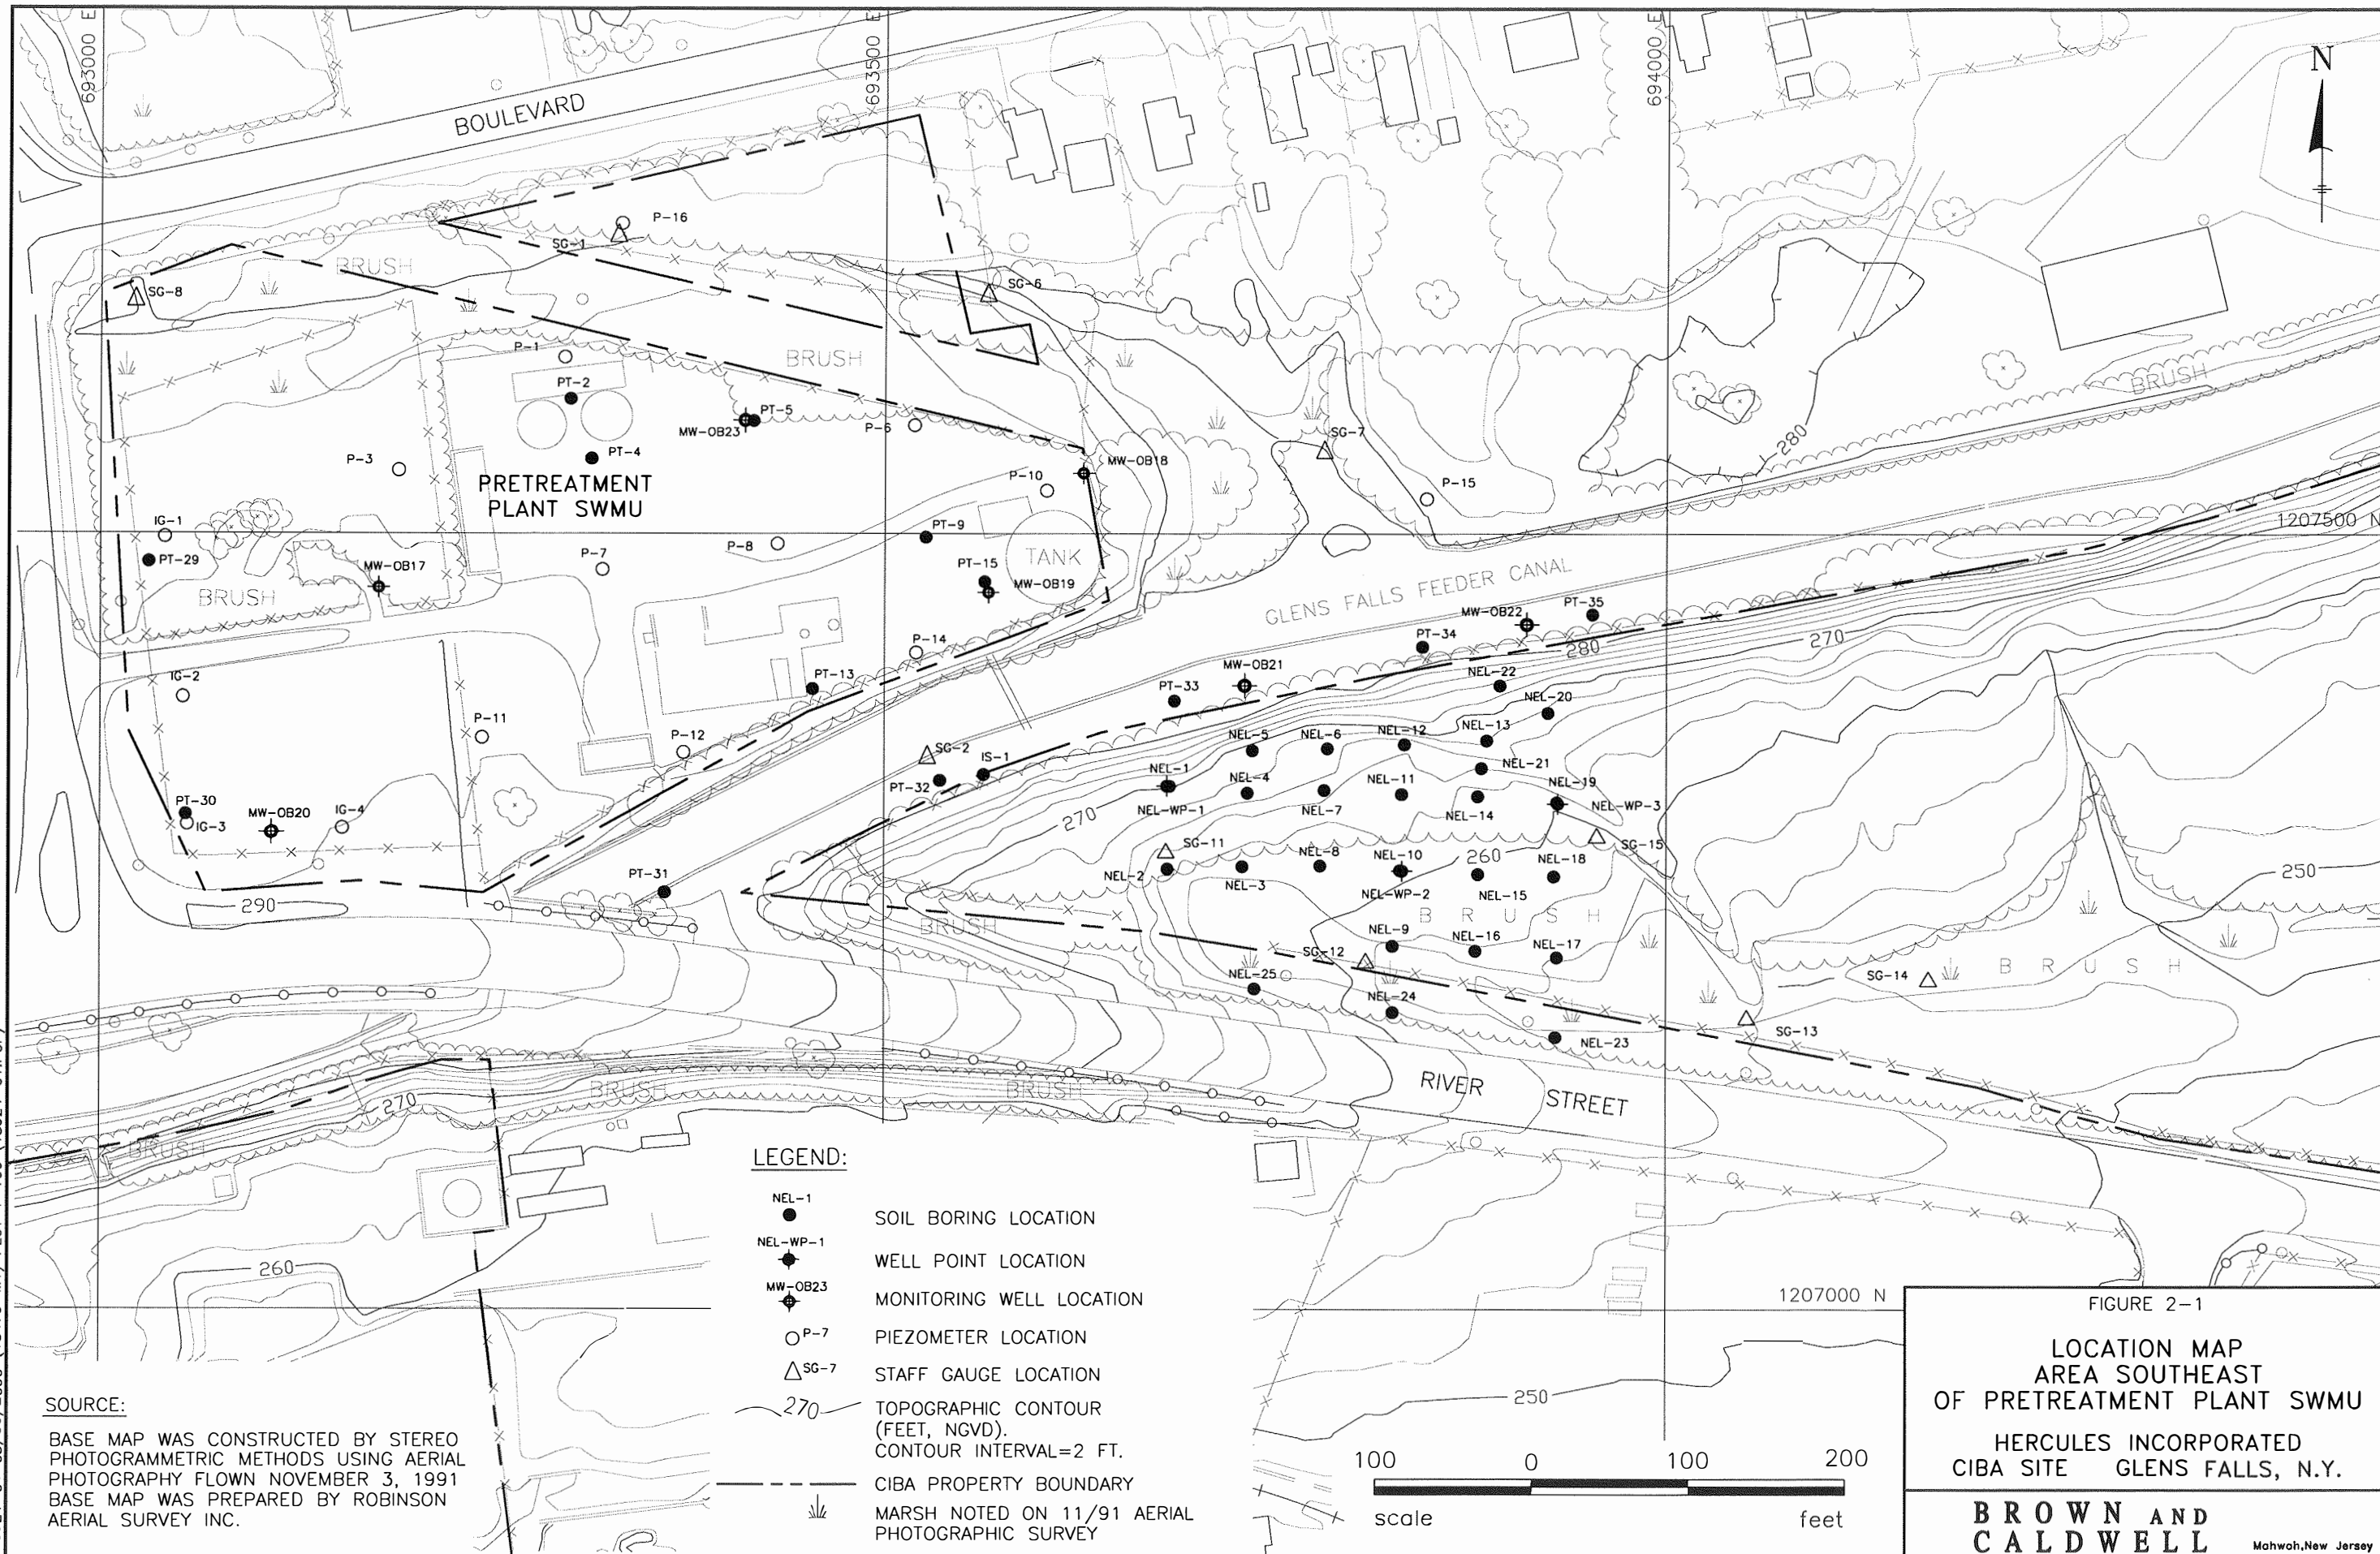 693000 E
693500 E
694000 E
N
BOULEVARD
P-16
SG-1
BRUSH
SG-8
SG-6
P-1
BRUSH
PT-2
BRUSH
PT-5
MW-OB23
P-6
280
SG-7
P-3
PT-4
MW-OB18
PRETREATMENT
PLANT SWMU
P-10
P-15
IG-1
PT-9
1207500 N
P-8
P-7
PT-29
MW-OB17
TANK
PT-15
MW-OB19
BRUSH
GLENS FALLS FEEDER CANAL
MW-OB22
PT-35
P-14
PT-34
280
270
IG-2
PT-13
MW-OB21
NEL-22
PT-33
NEL-20
P-11
P-12
NEL-5
NEL-6
NEL-12
NEL-13
SG-2
IS-1
NEL-21
PT-32
NEL-1
NEL-4
NEL-11
NEL-19
PT-30
IG-3
MW-OB20
IG-4
270
NEL-WP-1
NEL-7
NEL-14
NEL-WP-3
SG-11
NEL-8
NEL-10
260
NEL-18
SG-15
PT-31
NEL-2
NEL-3
NEL-WP-2
NEL-15
250
290
BRUSH
BRUSH
NEL-9
NEL-16
NEL-17
SG-12
NEL-25
SG-14
BRUSH
NEL-24
SG-13
NEL-23
RIVER STREET
BRUSH
BRUSH
270
BRUSH
260
1207000 N
250
LEGEND:
NEL-1
SOIL BORING LOCATION
NEL-WP-1
WELL POINT LOCATION
MW-OB23
MONITORING WELL LOCATION
P-7
PIEZOMETER LOCATION
SG-7
STAFF GAUGE LOCATION
270
TOPOGRAPHIC CONTOUR
(FEET, NGVD).
CONTOUR INTERVAL=2 FT.
CIBA PROPERTY BOUNDARY
MARSH NOTED ON 11/91 AERIAL
PHOTOGRAPHIC SURVEY
SOURCE:
BASE MAP WAS CONSTRUCTED BY STEREO
PHOTOGRAMMETRIC METHODS USING AERIAL
PHOTOGRAPHY FLOWN NOVEMBER 3, 1991
BASE MAP WAS PREPARED BY ROBINSON
AERIAL SURVEY INC.
100 0 100 200
scale feet
FIGURE 2-1
LOCATION MAP
AREA SOUTHEAST
OF PRETREATMENT PLANT SWMU
HERCULES INCORPORATED
CIBA SITE GLENS FALLS, N.Y.
BROWN AND
CALDWELL
Mahwah,New Jersey